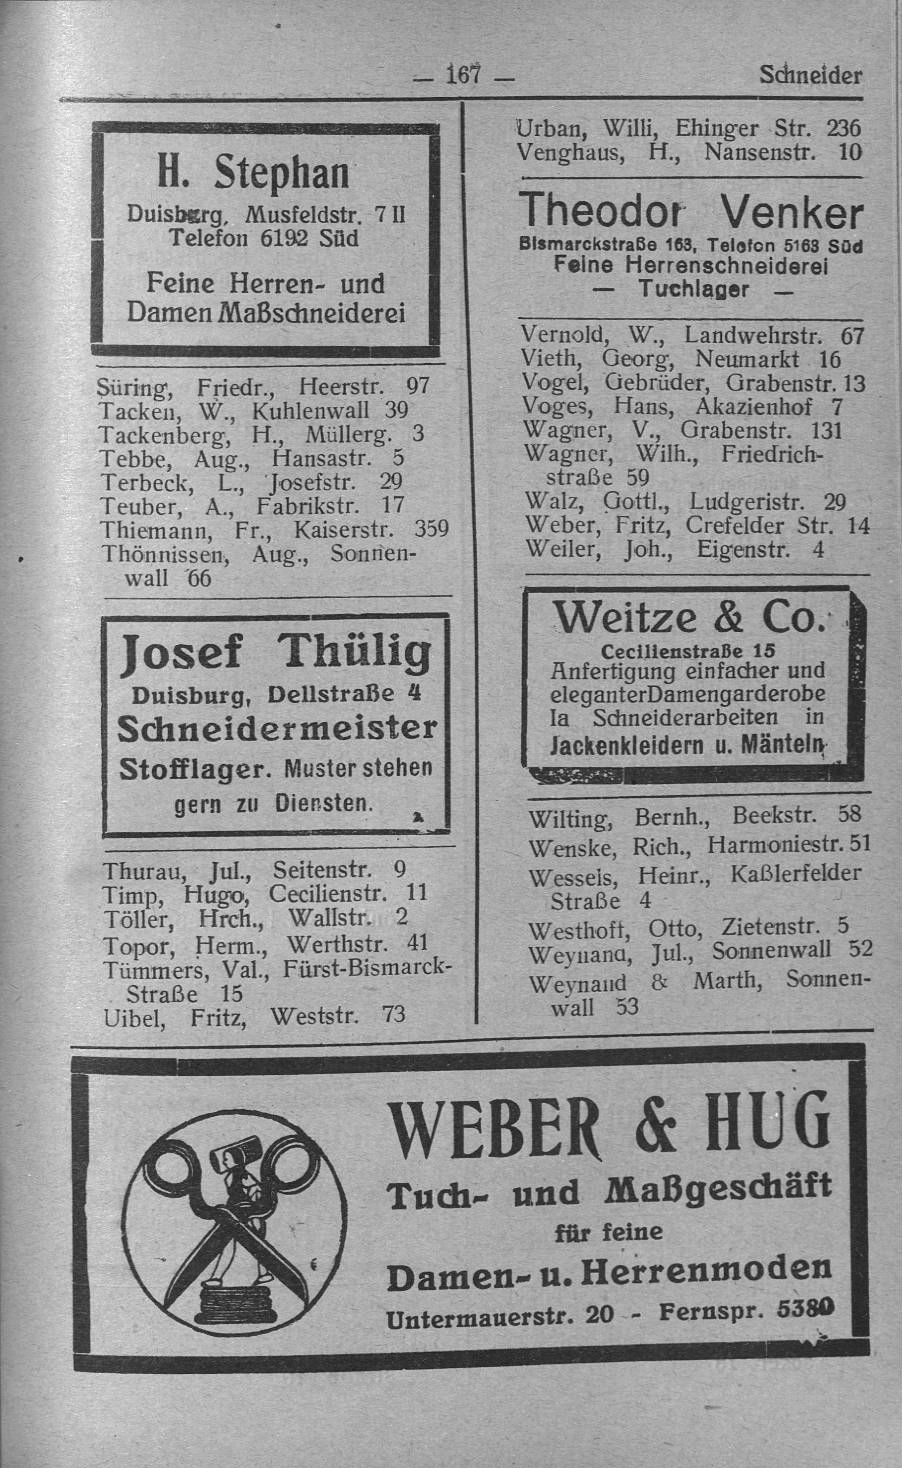 — 167 —
Schneider
H. Stephan
Duisburg, Musfeldstr. 7 II
Telefon 6192 Süd
Feine Herren- und
Damen Maßschneiderei
Süring, Friedr., Heerstr. 97
Tacken, W., Kuhlenwall 39
Tackenberg, H., Müllerg. 3
Tebbe, Aug., Hansastr. 5
Terbeck, L., Josefstr. 29
Teuber, A., Fabrikstr. 17
Thiemann, Fr., Kaiserstr. 359
Thönnissen, Aug., Sonnen-
wall 66
Josef Thülig
Duisburg, Dellstraße 4
Schneidermeister
Stofflager. Muster stehen
gern zu Diensten.
Thurau, Jul., Seitenstr. 9
Timp, Hugo, Cecilienstr. 11
Töller, Hrch., Wallstr. 2
Topor, Herm., Werthstr. 41
Tümmers, Val., Fürst-Bismarck-
Straße 15
Uibel, Fritz, Weststr. 73
Urban, Willi, Ehinger Str. 236
Venghaus, H., Nansenstr. 10
Theodor Venker
Bismarckstraße 163, Telefon 5163 Süd
Feine Herrenschneiderei
— Tuchlager —
Vernold, W., Landwehrstr. 67
Vieth, Georg, Neumarkt 16
Vogel, Gebrüder, Grabenstr. 13
Voges, Hans, Akazienhof 7
Wagner, V., Grabenstr. 131
Wagner, Wilh., Friedrich-
straße 59
Walz, Gottl., Ludgeristr. 29
Weber, Fritz, Crefelder Str. 14
Weiler, Joh., Eigenstr. 4
Weitze & Co.
Cecilienstraße 15
Anfertigung einfacher und
eleganter Damengarderobe
Ia Schneiderarbeiten in
Jackenkleidern u. Mänteln
Wilting, Bernh., Beekstr. 58
Wenske, Rich., Harmoniestr. 51
Wessels, Heinr., Kaßlerfelder
Straße 4
Westhoft, Otto, Zietenstr. 5
Weynand, Jul., Sonnenwall 52
Weynand & Marth, Sonnen-
wall 53
WEBER & HUG
Tuch- und Maßgeschäft
für feine
Damen- u. Herrenmoden
Untermauerstr. 20 - Fernspr. 5380